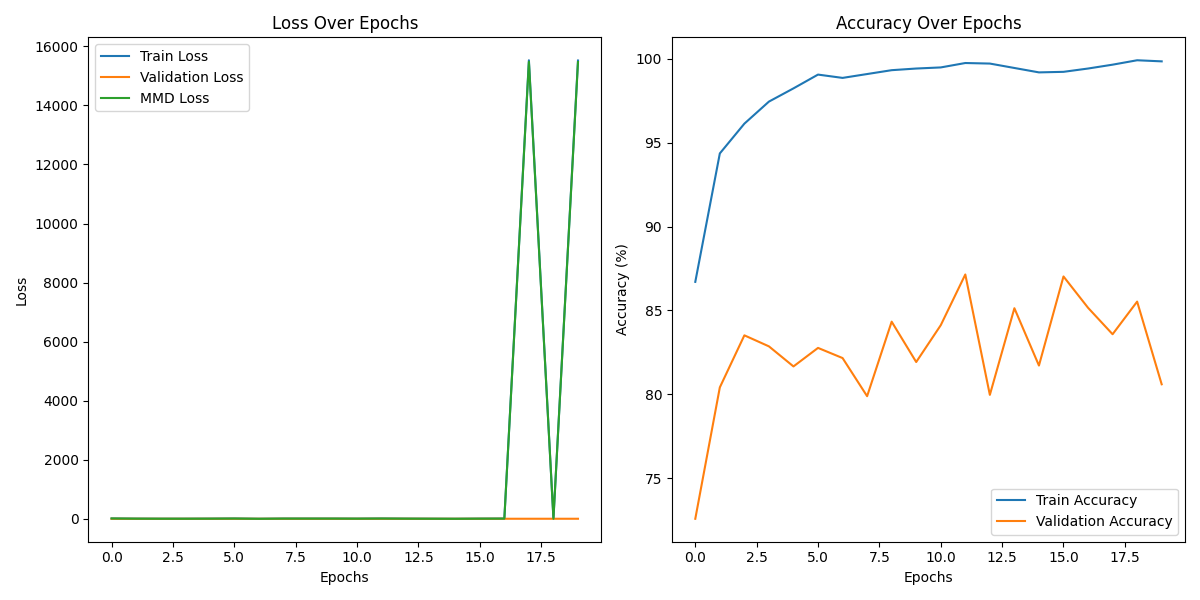 Loss Over Epochs
Train Loss
Validation Loss
MMD Loss
16000
14000
12000
10000
8000
6000
4000
2000
0
Loss
0.0 2.5 5.0 7.5 10.0 12.5 15.0 17.5
Epochs
Accuracy Over Epochs
100
95
90
85
80
75
Accuracy (%)
Train Accuracy
Validation Accuracy
0.0 2.5 5.0 7.5 10.0 12.5 15.0 17.5
Epochs